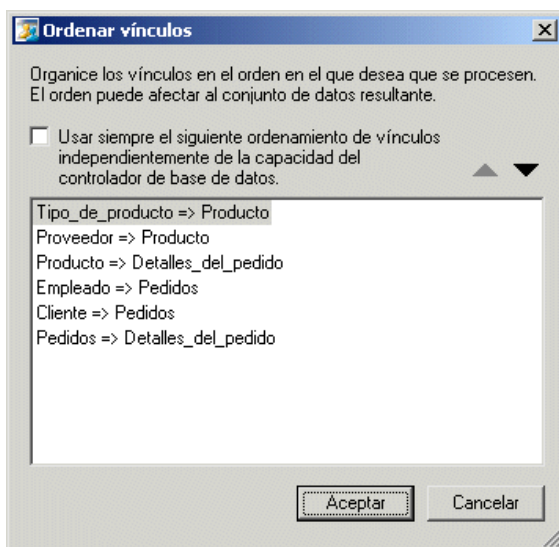 Ordenar vínculos
Organice los vínculos en el orden en el que desea que se procesen.
El orden puede afectar al conjunto de datos resultante.
Usar siempre el siguiente ordenamiento de vínculos
independientemente de la capacidad del
controlador de base de datos.
Tipo_de_producto => Producto
Proveedor => Producto
Producto => Detalles_del_pedido
Empleado => Pedidos
Cliente => Pedidos
Pedidos => Detalles_del_pedido
Aceptar
Cancelar